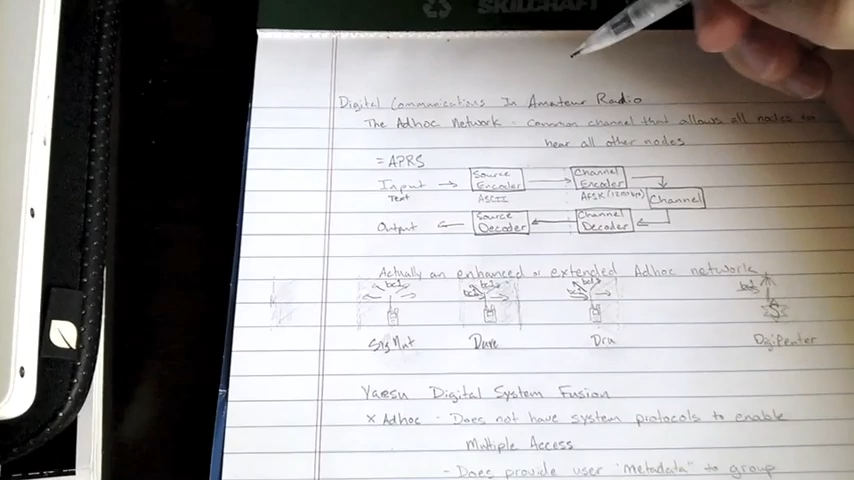 SKILCRAFT
Digital Communications In Amateur Radio
The Adhoc Network - Common channel that allows all nodes to
hear all other nodes
= APRS
Input → Source Encoder → Channel Encoder
Text ASCII AFSK (1200bps) Channel
Output ← Source Decoder ← Channel Decoder
Actually an enhanced or extended Adhoc network
SigNut Dave Dru Digipeater
Yaesu Digital System Fusion
x Adhoc - Does not have system protocols to enable
Multiple Access
- Does provide user "metadata" to group